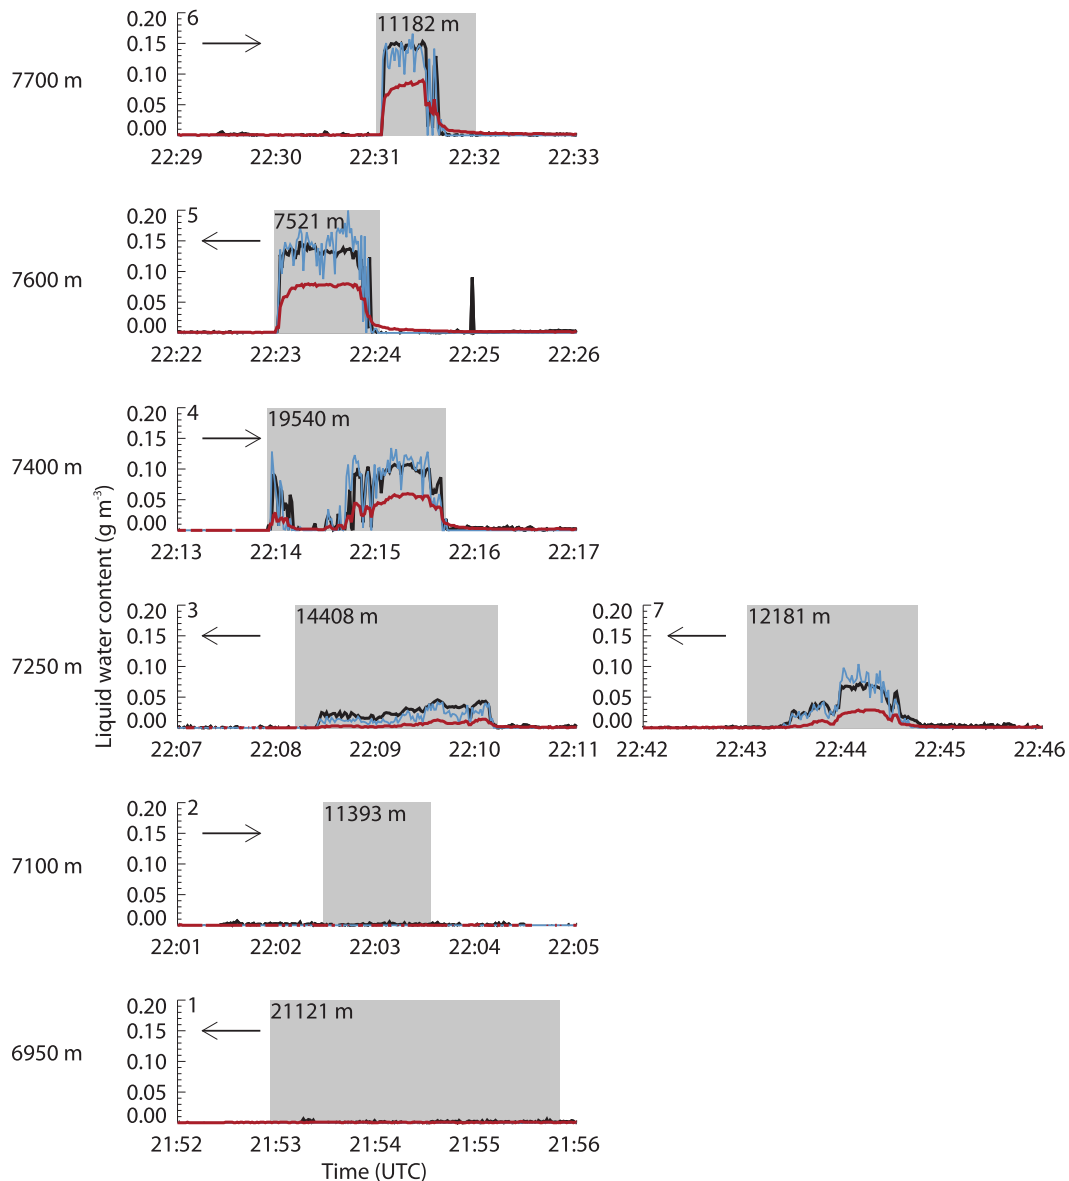 0.20 6 11182 m
0.15
7700 m 0.10
0.05
0.00
22:29 22:30 22:31 22:32 22:33
0.20 5 7521 m
0.15
7600 m 0.10
0.05
0.00
22:22 22:23 22:24 22:25 22:26
0.20 4 19540 m
0.15
7400 m 0.10
0.05
0.00
22:13 22:14 22:15 22:16 22:17
Liquid water content (g m-3)
0.20 3 14408 m 0.20 7 12181 m
0.15 0.15
7250 m 0.10 0.10
0.05 0.05
0.00 0.00
22:07 22:08 22:09 22:10 22:11 22:42 22:43 22:44 22:45 22:46
0.20 2 11393 m
0.15
7100 m 0.10
0.05
0.00
22:01 22:02 22:03 22:04 22:05
0.20 1 21121 m
0.15
6950 m 0.10
0.05
0.00
21:52 21:53 21:54 21:55 21:56
Time (UTC)